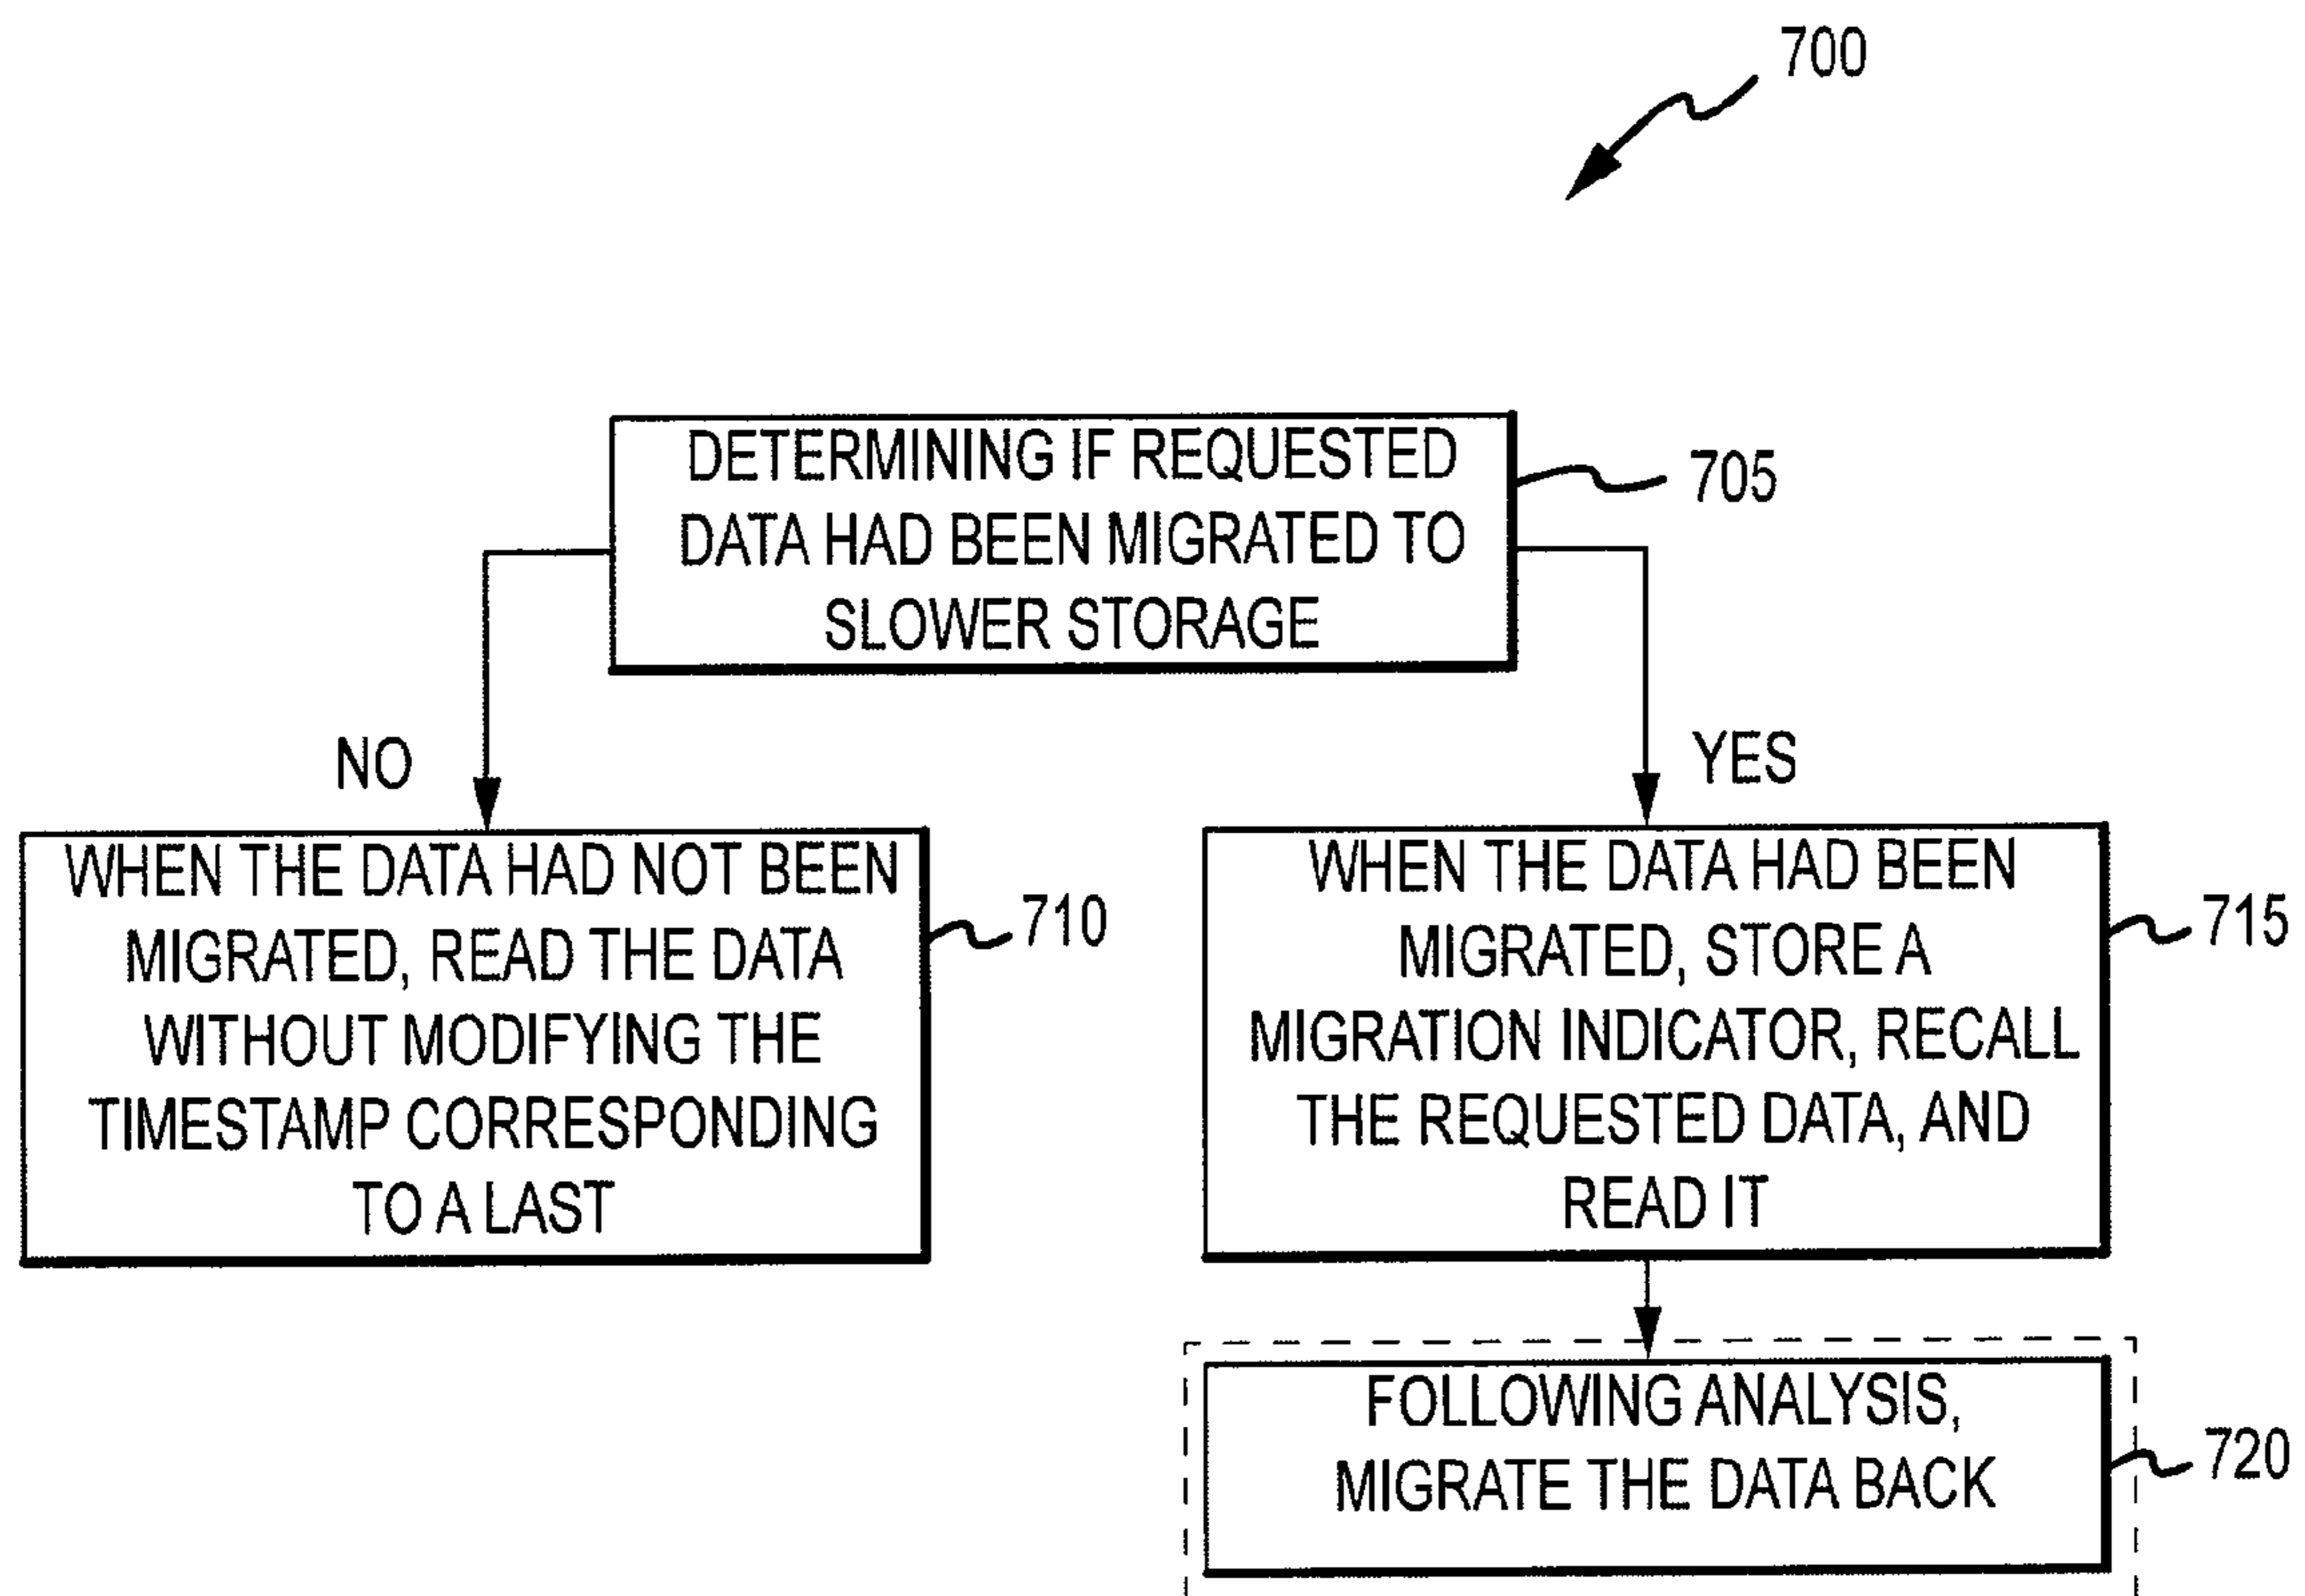 700
DETERMINING IF REQUESTED
DATA HAD BEEN MIGRATED TO
SLOWER STORAGE
705
NO
YES
WHEN THE DATA HAD NOT BEEN
MIGRATED, READ THE DATA
WITHOUT MODIFYING THE
TIMESTAMP CORRESPONDING
TO A LAST
710
WHEN THE DATA HAD BEEN
MIGRATED, STORE A
MIGRATION INDICATOR, RECALL
THE REQUESTED DATA, AND
READ IT
715
FOLLOWING ANALYSIS,
MIGRATE THE DATA BACK
720